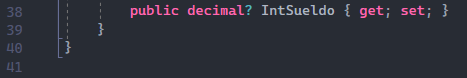 38 public decimal? IntSueldo { get; set; }
39 }
40 }
41